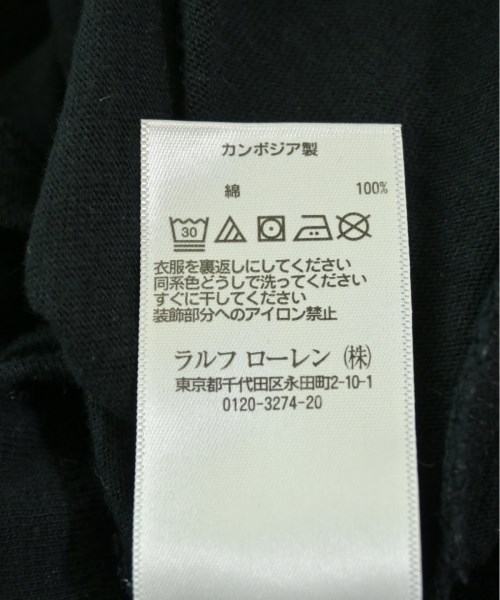 カンボジア製
綿 100%
30
衣服を裏返しにしてください
同系色どうしで洗ってください
すぐに干してください
装飾部分へのアイロン禁止
ラルフ ローレン (株)
東京都千代田区永田町2-10-1
0120-3274-20